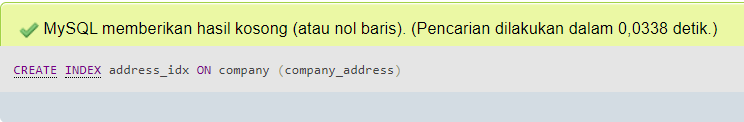 MySQL memberikan hasil kosong (atau nol baris). (Pencarian dilakukan dalam 0,0338 detik.)
CREATE INDEX address_idx ON company (company_address)